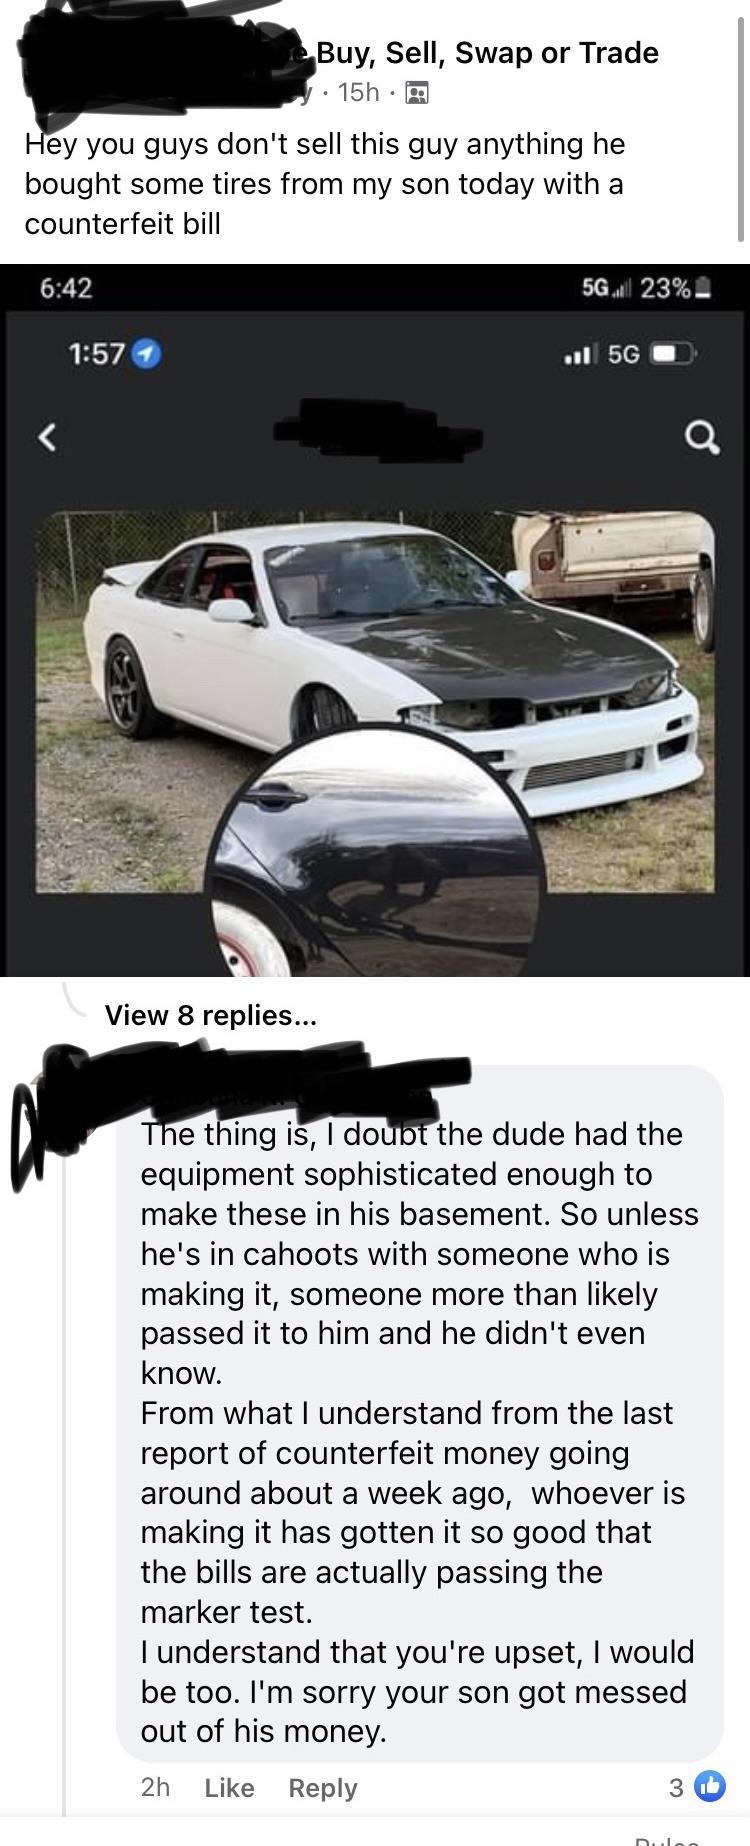 Buy, Sell, Swap or Trade
· 15h ·
Hey you guys don't sell this guy anything he
bought some tires from my son today with a
counterfeit bill
6:42 5G 23%
1:57 5G
View 8 replies...
The thing is, I doubt the dude had the
equipment sophisticated enough to
make these in his basement. So unless
he's in cahoots with someone who is
making it, someone more than likely
passed it to him and he didn't even
know.
From what I understand from the last
report of counterfeit money going
around about a week ago,  whoever is
making it has gotten it so good that
the bills are actually passing the
marker test.
I understand that you're upset, I would
be too. I'm sorry your son got messed
out of his money.
2h Like Reply 3